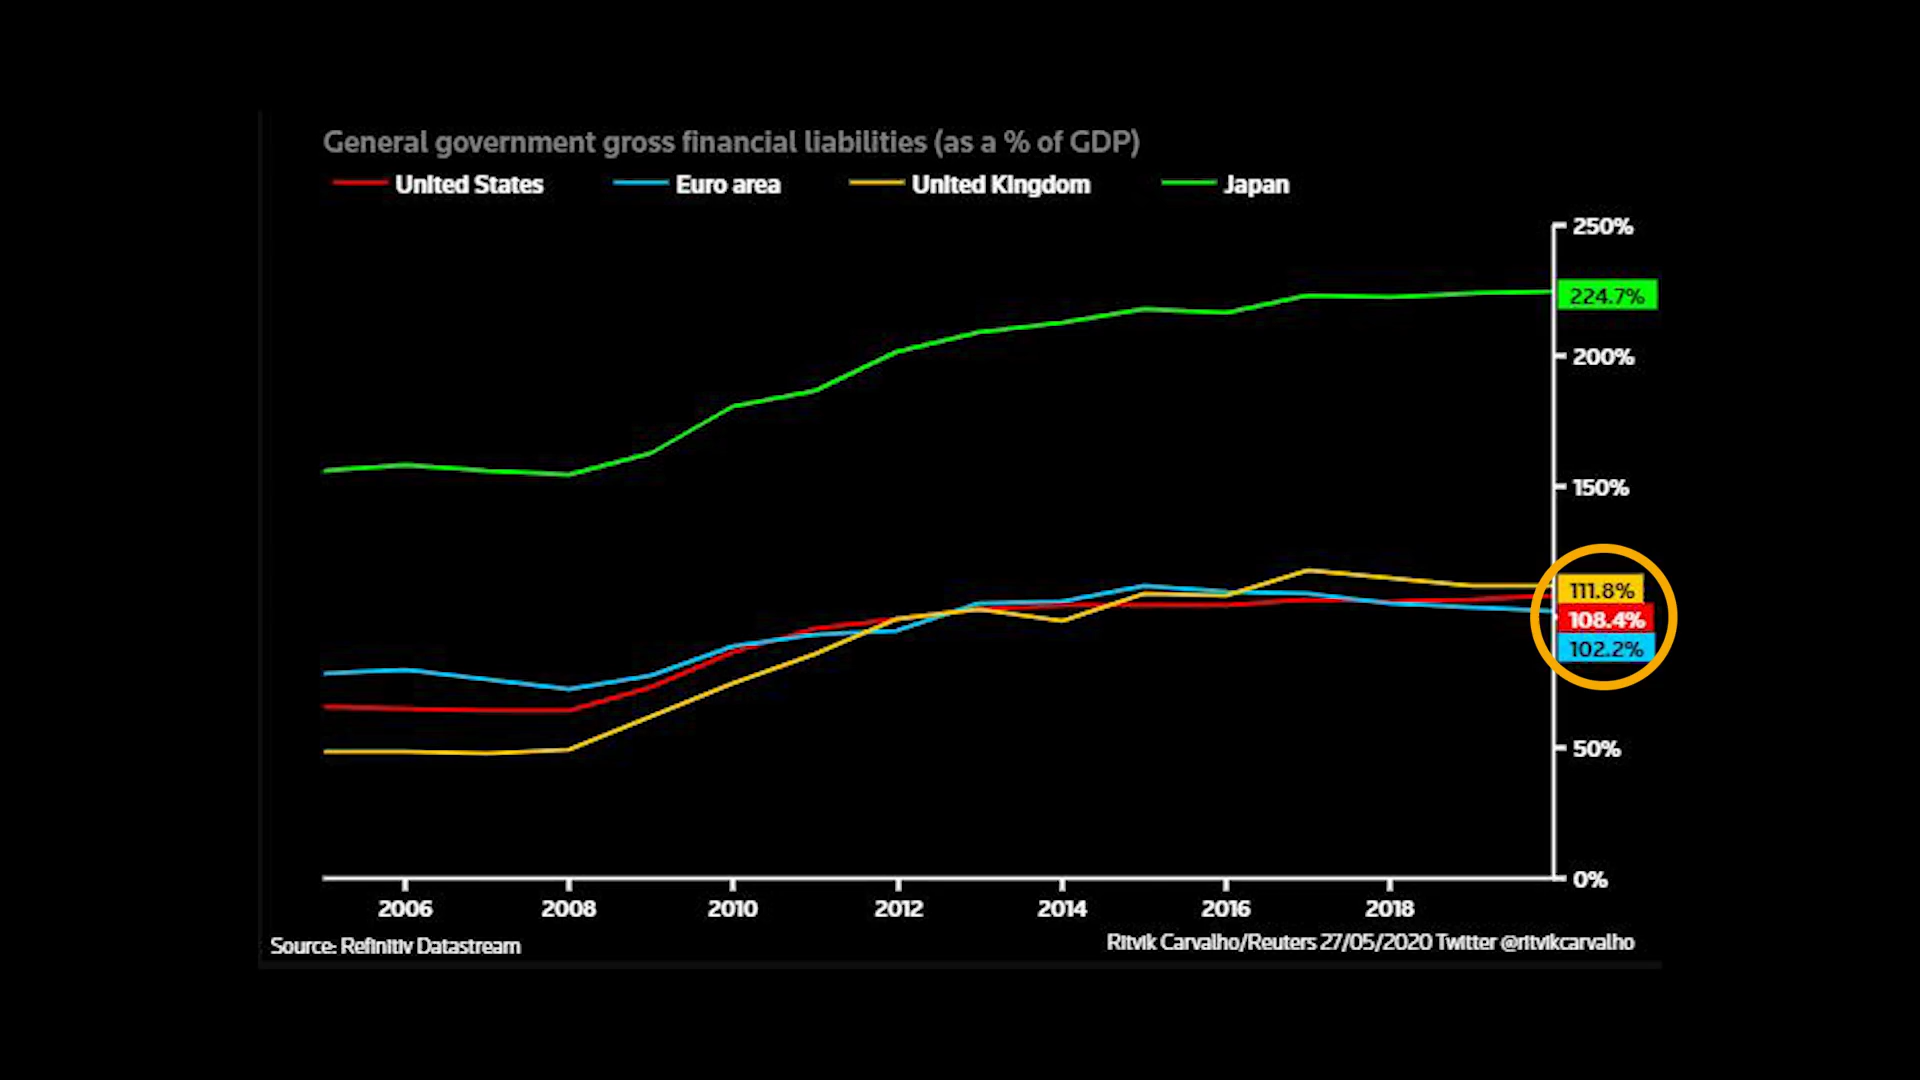 General government gross financial liabilities (as a % of GDP)
United States Euro area United Kingdom Japan
250%
224.7%
200%
150%
111.8%
108.4%
102.2%
50%
0%
2006 2008 2010 2012 2014 2016 2018
Source: Refinitiv Datastream
Ritvik Carvalho/Reuters 27/05/2020 Twitter @ritvikcarvalho